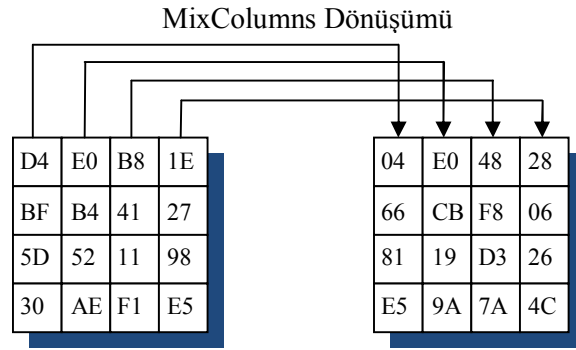 MixColumns Dönüşümü
D4 E0 B8 1E 04 E0 48 28
BF B4 41 27 66 CB F8 06
5D 52 11 98 81 19 D3 26
30 AE F1 E5 E5 9A 7A 4C